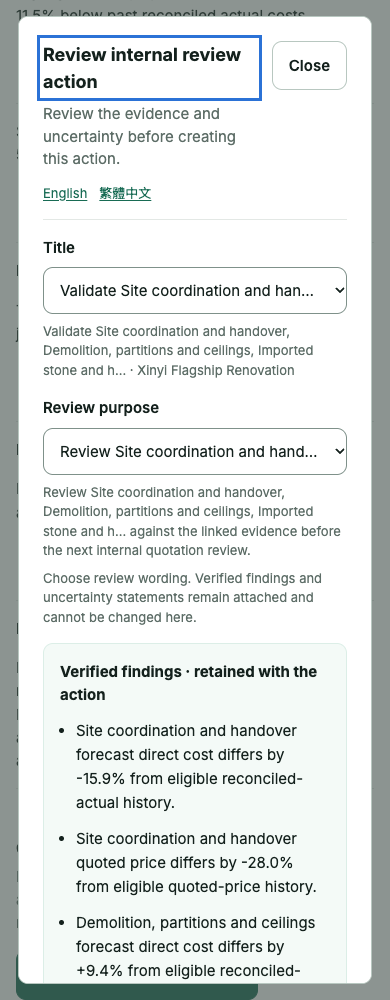 11.5% below past reconciled actual costs
Review internal review
action
Close
Review the evidence and
uncertainty before creating
this action.
English 繁體中文
Title
Validate Site coordination and han...
Validate Site coordination and handover,
Demolition, partitions and ceilings, Imported
stone and h... · Xinyi Flagship Renovation
Review purpose
Review Site coordination and hand...
Review Site coordination and handover,
Demolition, partitions and ceilings, Imported
stone and h... against the linked evidence before
the next internal quotation review.
Choose review wording. Verified findings and
uncertainty statements remain attached and
cannot be changed here.
Verified findings · retained with the
action
• Site coordination and handover
forecast direct cost differs by
-15.9% from eligible reconciled-
actual history.
• Site coordination and handover
quoted price differs by -28.0%
from eligible quoted-price history.
• Demolition, partitions and ceilings
forecast direct cost differs by
+9.4% from eligible reconciled-